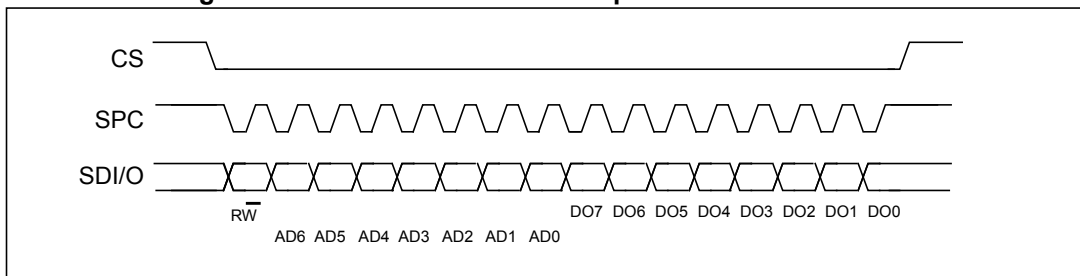 CS
SPC
SDI/O
RW
DO7 DO6 DO5 DO4 DO3 DO2 DO1 DO0
AD6 AD5 AD4 AD3 AD2 AD1 AD0